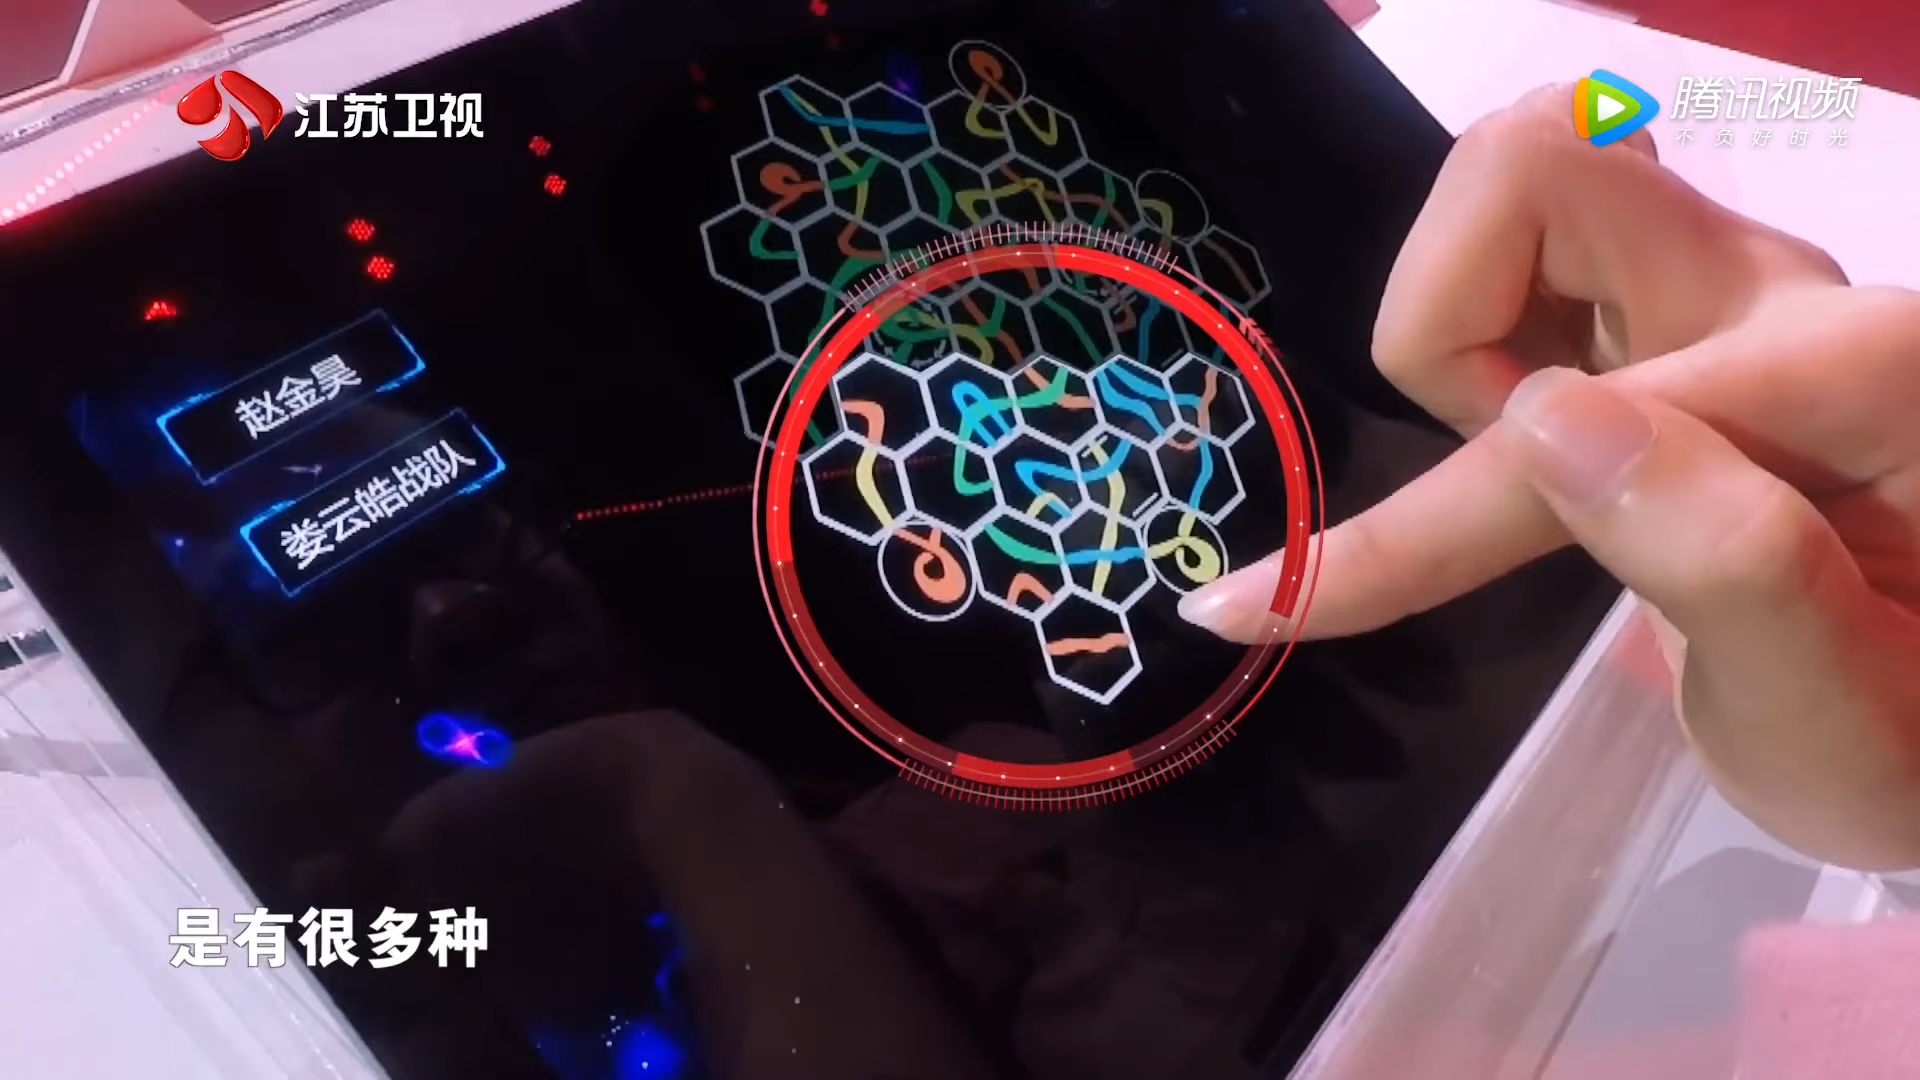 江苏卫视
腾讯视频
不负好时光
赵金昊
娄云皓战队
是有很多种